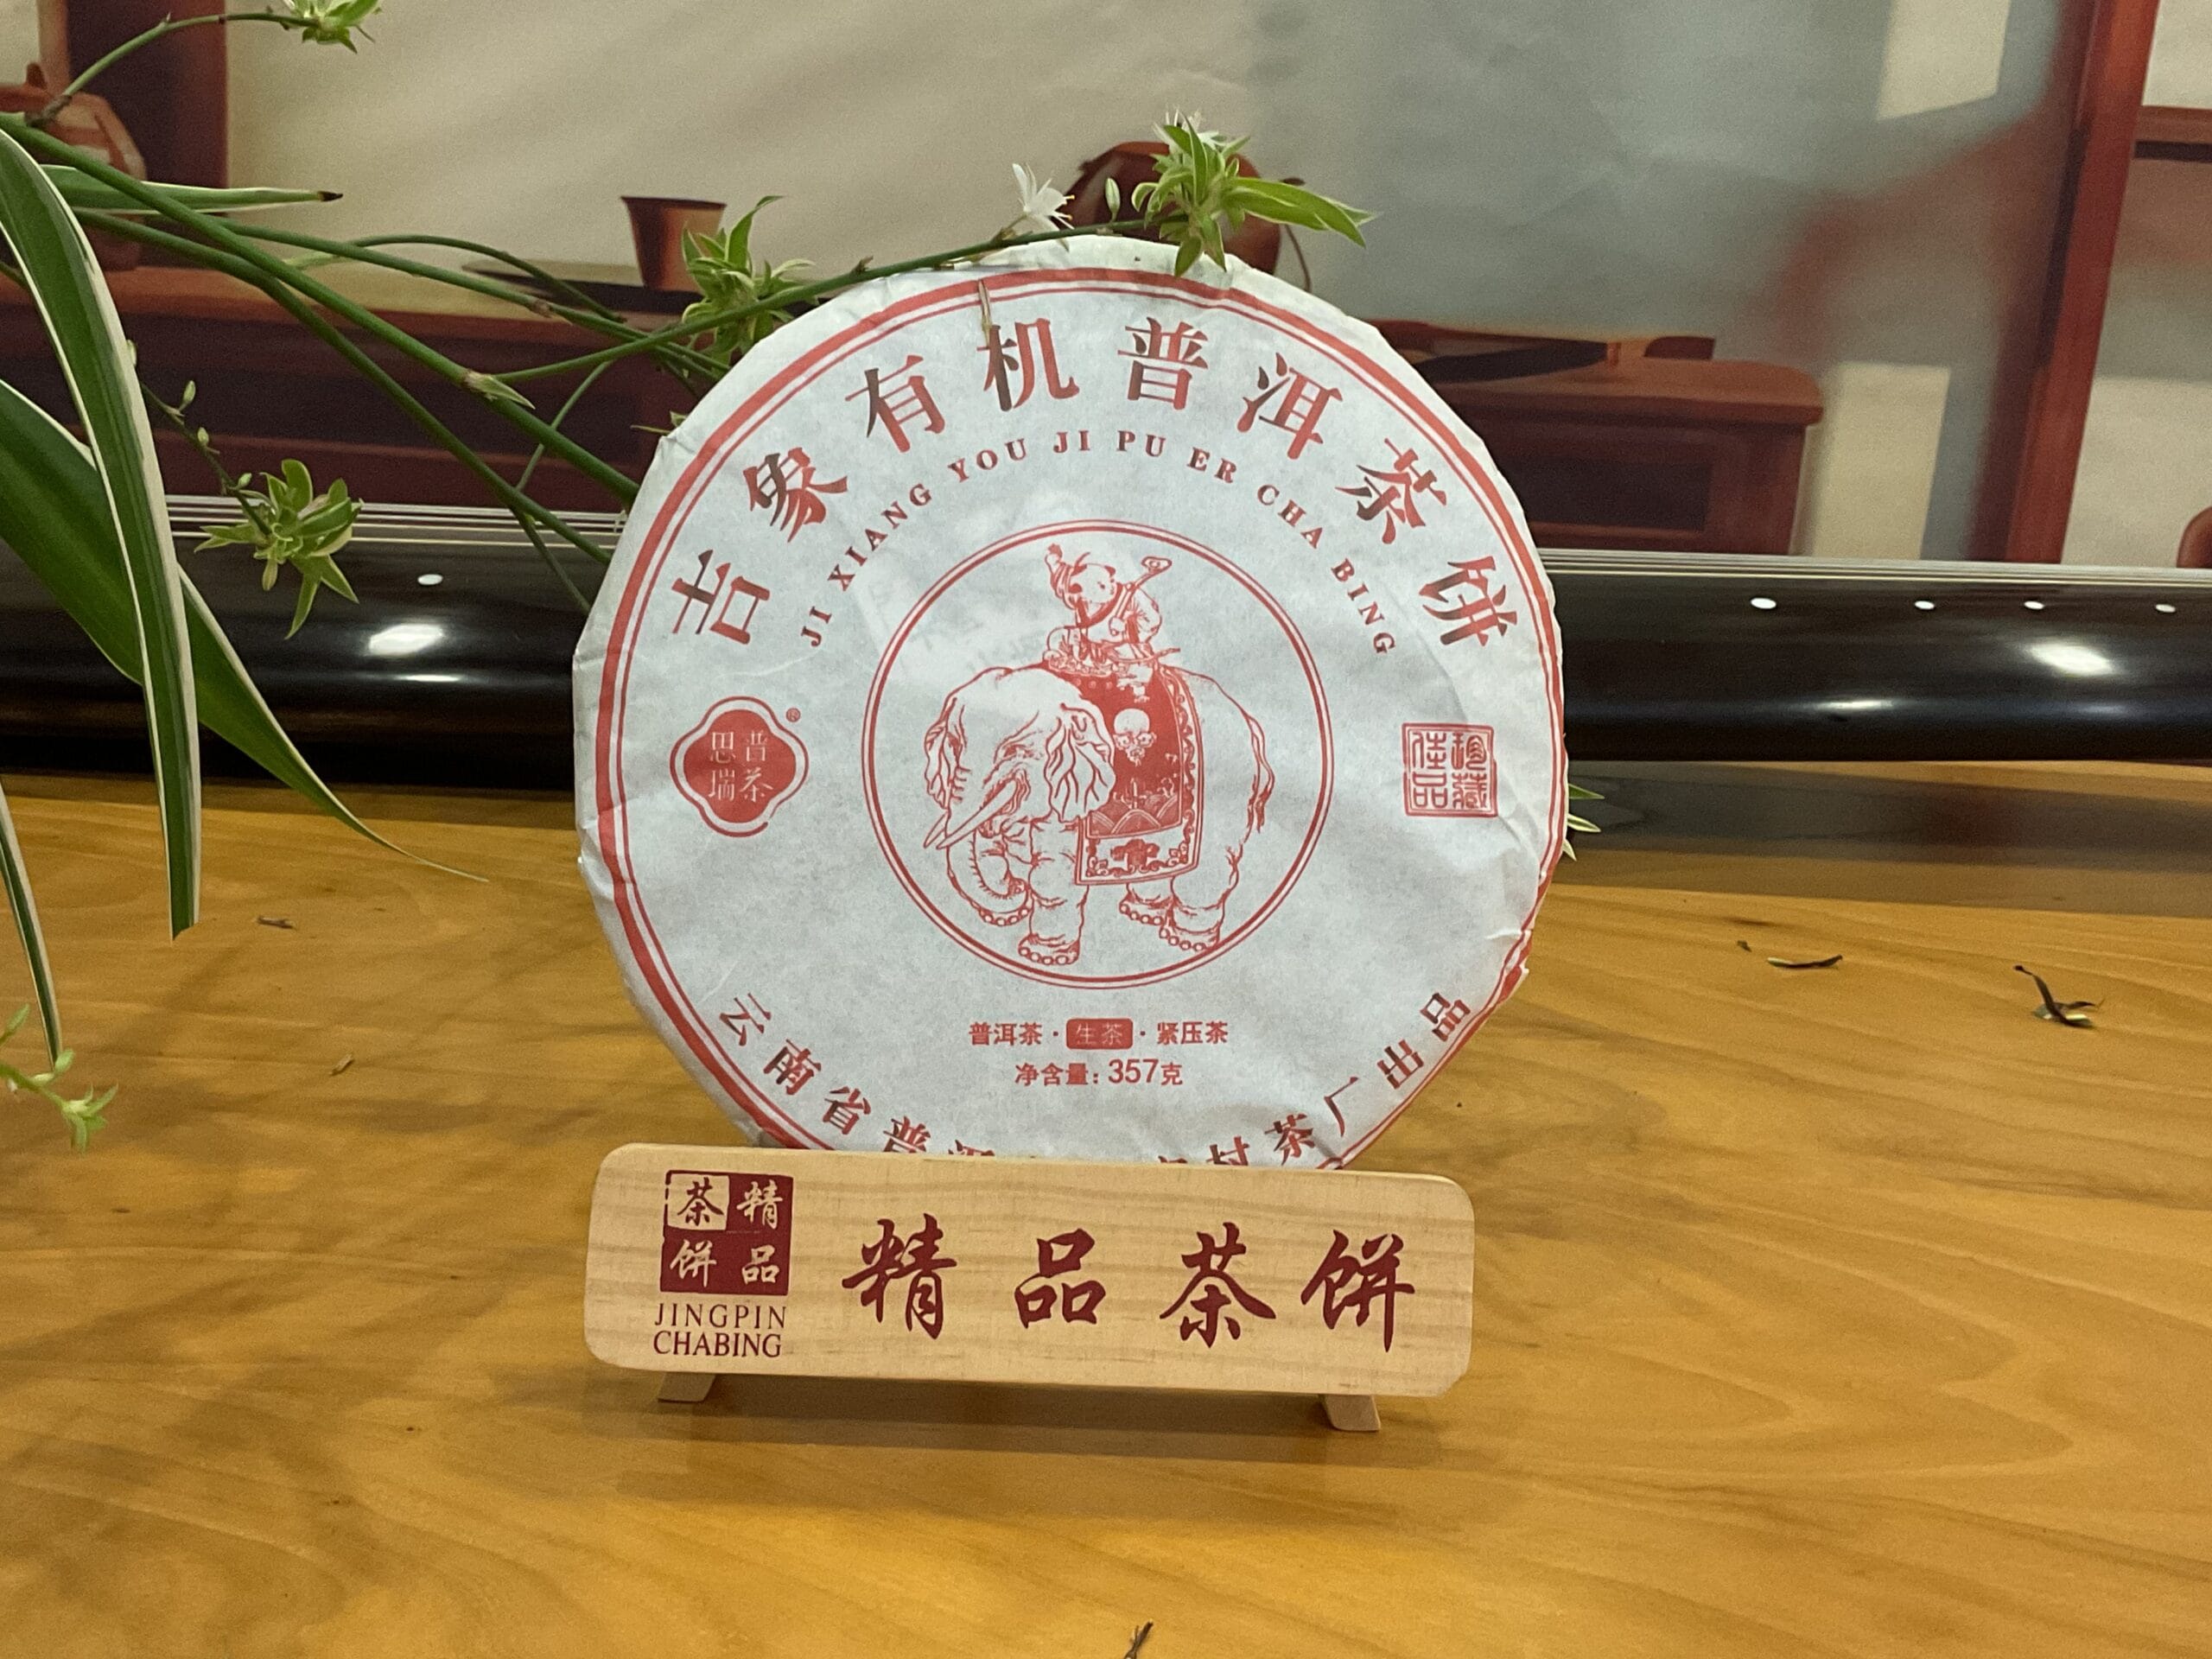 吉象有机普洱茶饼
JI XIANG YOU JI PU ER CHA BING
普茶
思瑞
®
珍藏
佳品
普洱茶·生茶·紧压茶
净含量:357克
云南省普洱 村茶厂出品
精品
茶饼
JINGPIN
CHABING
精品茶饼